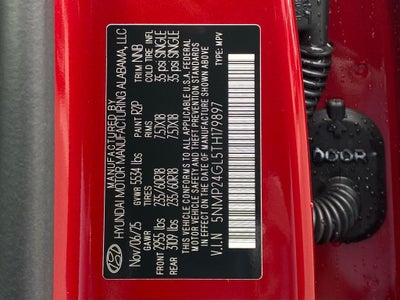 MANUFACTURED BY
HYUNDAI MOTOR MANUFACTURING ALABAMA, LLC
Nov/06/25 GVWR 5534 lbs PAINT RZP TRIM NNB
GAWR TIRES RIMS COLD TIRE INFL
FRONT 2955 lbs 235/60R18 7.5JX18 35 psi SINGLE
REAR 3109 lbs 235/60R18 7.5JX18 35 psi SINGLE
THIS VEHICLE CONFORMS TO ALL APPLICABLE U.S.A. FEDERAL
MOTOR VEHICLE SAFETY AND THEFT PREVENTION STANDARDS
IN EFFECT ON THE DATE OF MANUFACTURE SHOWN ABOVE.
V.I.N 5NMP24GL5TH179897 TYPE: MPV
DOOR